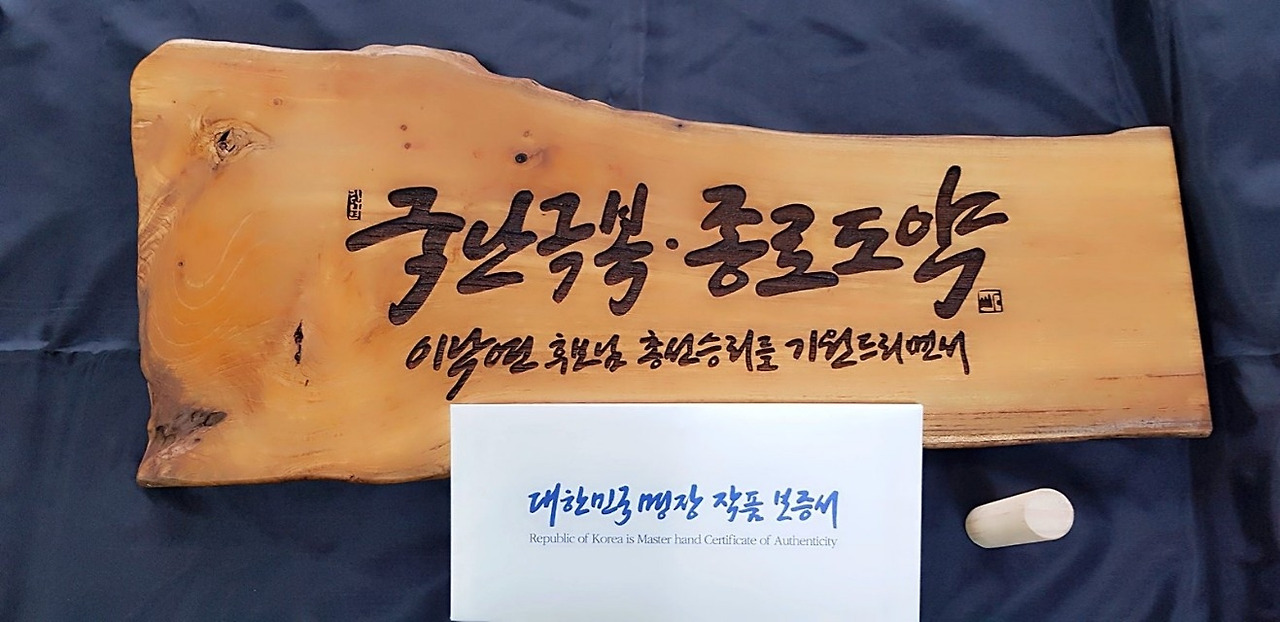 국난극복·종로도약
이낙연 후보님 총선승리를 기원드리면서
대한민국 명장 작품 보증서
Republic of Korea is Master hand Certificate of Authenticity